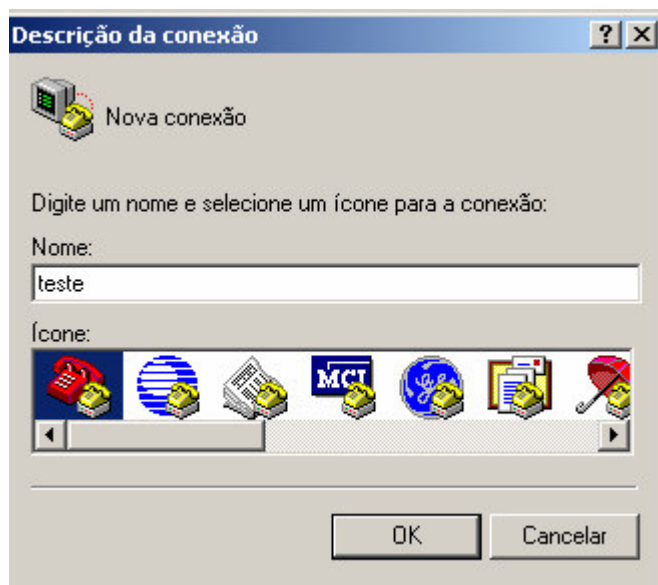 Descrição da conexão
Nova conexão
Digite um nome e selecione um ícone para a conexão:
Nome:
teste
Ícone:
MCI
OK
Cancelar